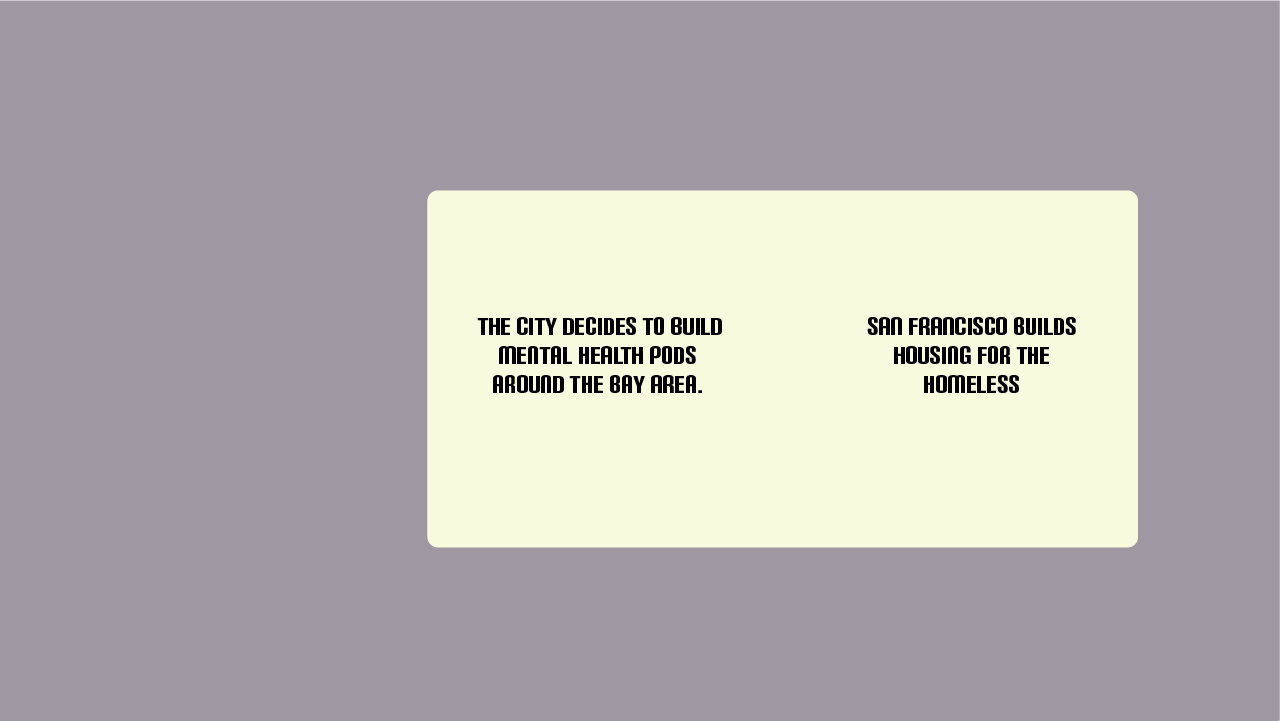 THE CITY DECIDES TO BUILD
MENTAL HEALTH PODS
AROUND THE BAY AREA.
SAN FRANCISCO BUILDS
HOUSING FOR THE
HOMELESS